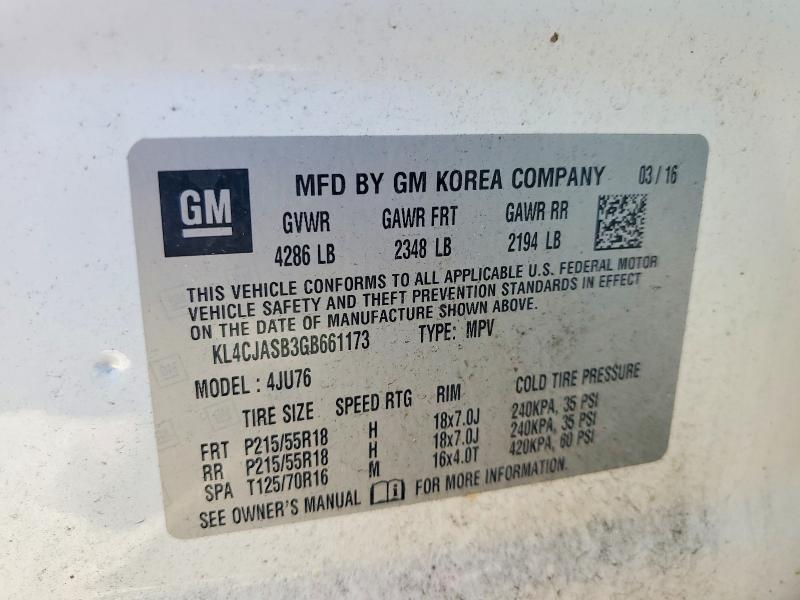 GM
MFD BY GM KOREA COMPANY 03 / 16
GVWR GAWR FRT GAWR RR
4286 LB 2348 LB 2194 LB
THIS VEHICLE CONFORMS TO ALL APPLICABLE U.S. FEDERAL MOTOR
VEHICLE SAFETY AND THEFT PREVENTION STANDARDS IN EFFECT
ON THE DATE OF MANUFACTURE SHOWN ABOVE.
KL4CJASB3GB661173 TYPE: MPV
MODEL : 4JU76
TIRE SIZE SPEED RTG RIM COLD TIRE PRESSURE
FRT P215/55R18 H 18x7.0J 240KPA, 35 PSI
RR P215/55R18 H 18x7.0J 240KPA, 35 PSI
SPA T125/70R16 M 16x4.0T 420KPA, 60 PSI
SEE OWNER'S MANUAL FOR MORE INFORMATION.